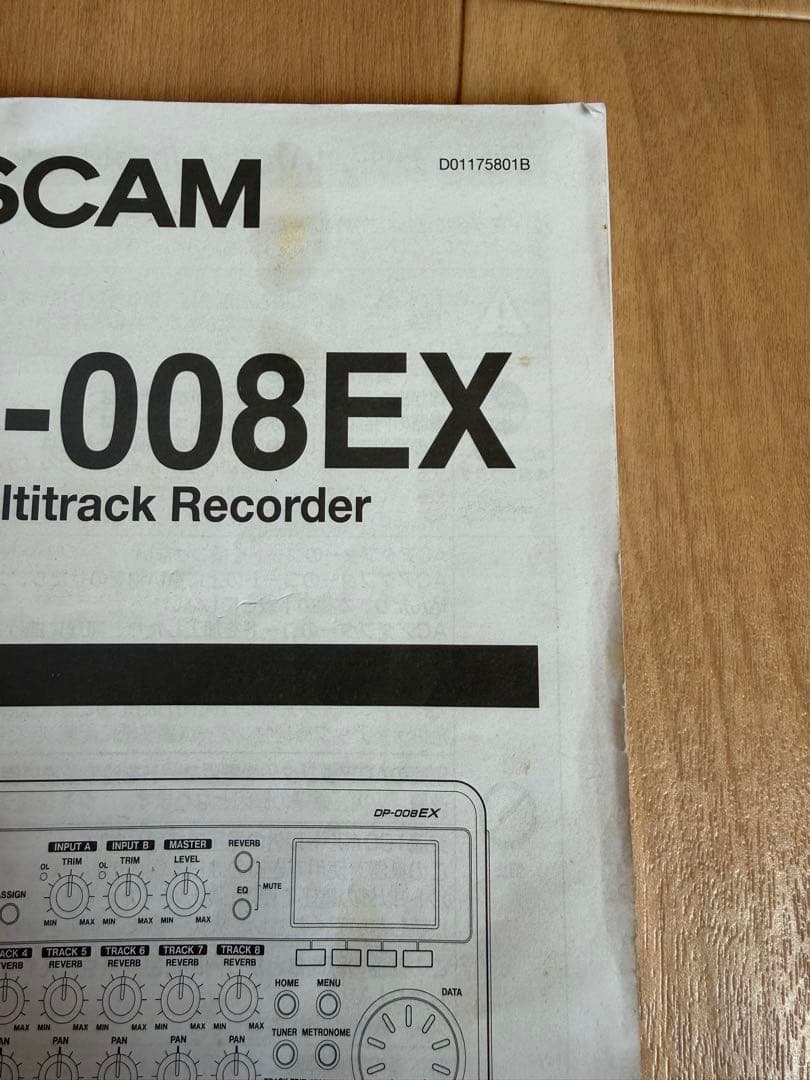 SCAM
D01175801B
-008EX
ltitrack Recorder
DP-008EX
INPUT A INPUT B MASTER REVERB
OL TRIM OL TRIM LEVEL
MUTE
EQ
SSIGN
MIN MAX MIN MAX MIN MAX
ACK 4 TRACK 5 TRACK 6 TRACK 7 TRACK 8
VERB REVERB REVERB REVERB REVERB
HOME MENU
DATA
MAX MIN MAX MIN MAX MIN MAX MIN MAX
TUNER METRONOME
AN PAN PAN PAN PAN